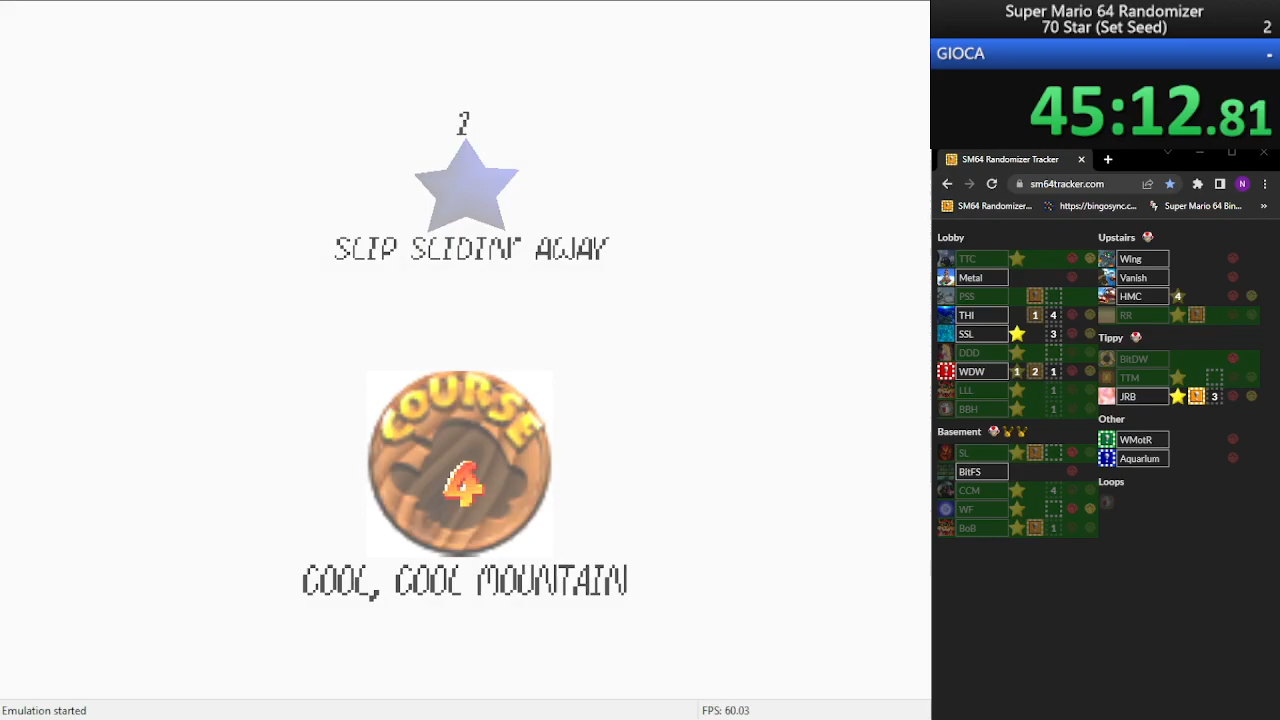 2
SLIP SLIDIN' AWAY
COURSE
4
COOL, COOL MOUNTAIN
Emulation started
FPS: 60.03
Super Mario 64 Randomizer
70 Star (Set Seed)
2
GIOCA
-
45:12.81
SM64 Randomizer Tracker
sm64tracker.com
N
SM64 Randomizer...
https://bingosync.c...
Super Mario 64 Bin...
»
Lobby
TTC
Metal
PSS
THI 1 4
SSL 3
DDD
WDW 1 2 1
LLL 1
BBH 1
Basement
SL
BitFS
CCM 4
WF
BoB 1
Upstairs
Wing
Vanish
HMC 4
RR
Tippy
BitDW
TTM
JRB 3
Other
WMotR
Aquarium
Loops